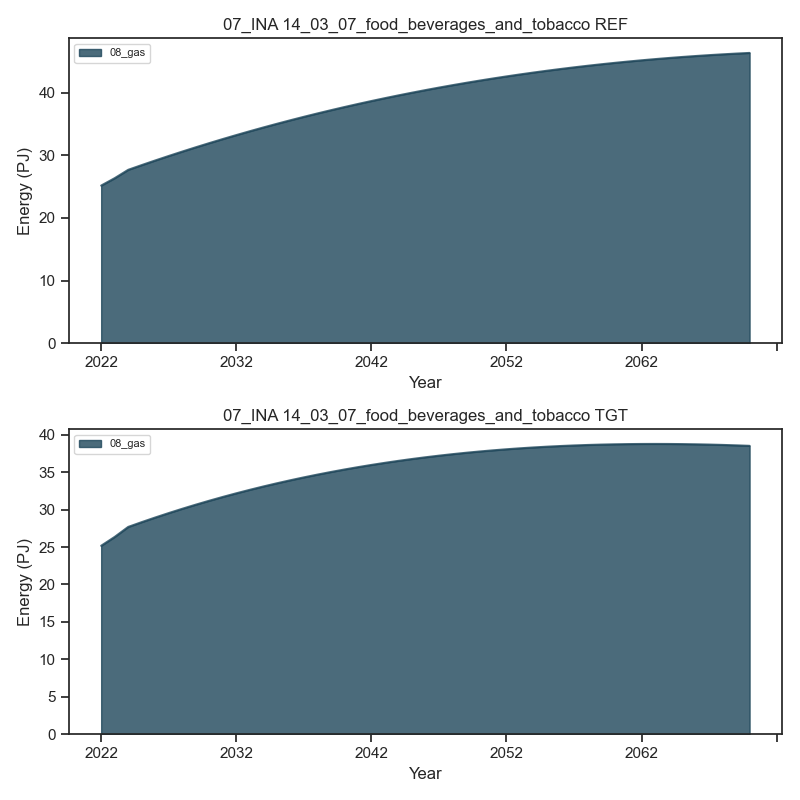 07_INA 14_03_07_food_beverages_and_tobacco REF
08_gas
Energy (PJ)
40
30
20
10
0
2022 2032 2042 2052 2062
Year
07_INA 14_03_07_food_beverages_and_tobacco TGT
08_gas
Energy (PJ)
40
35
30
25
20
15
10
5
0
2022 2032 2042 2052 2062
Year